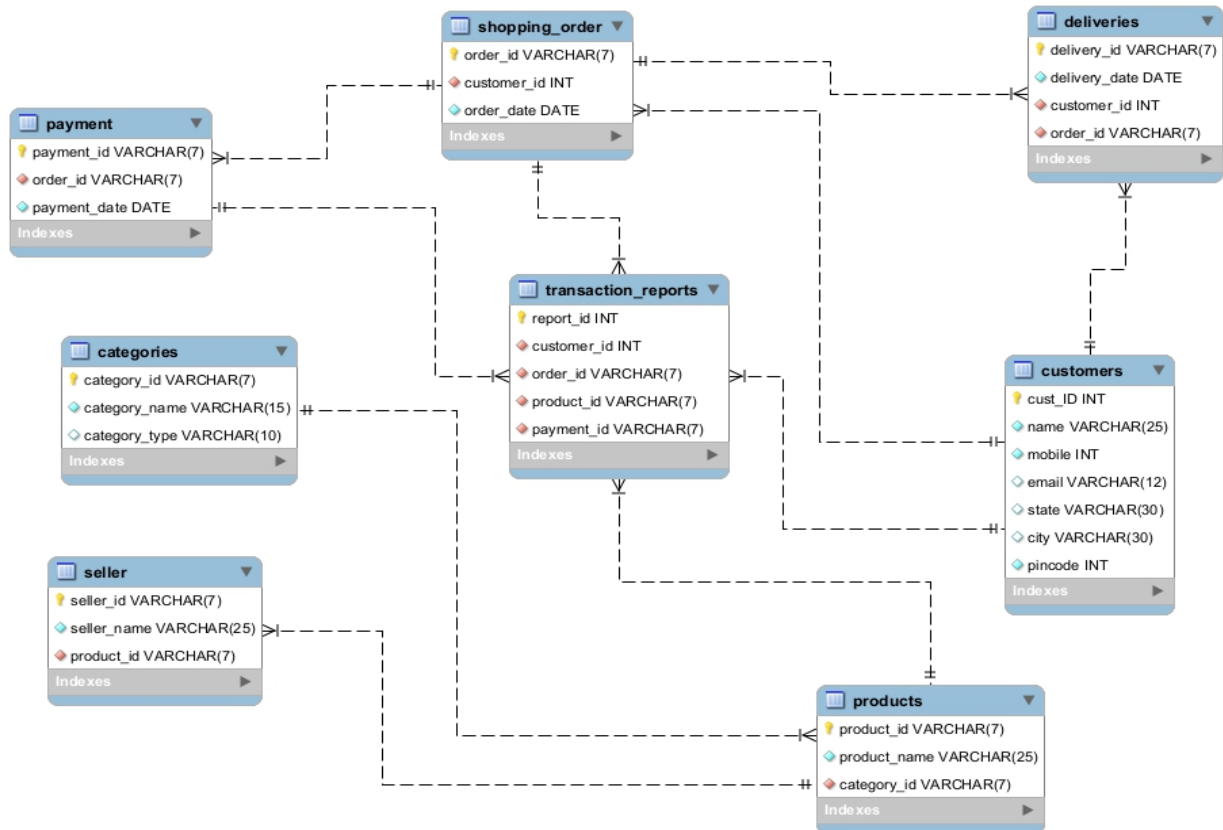 shopping_order
order_id VARCHAR(7)
customer_id INT
order_date DATE
Indexes
deliveries
delivery_id VARCHAR(7)
delivery_date DATE
customer_id INT
order_id VARCHAR(7)
Indexes
payment
payment_id VARCHAR(7)
order_id VARCHAR(7)
payment_date DATE
Indexes
transaction_reports
report_id INT
customer_id INT
order_id VARCHAR(7)
product_id VARCHAR(7)
payment_id VARCHAR(7)
Indexes
categories
category_id VARCHAR(7)
category_name VARCHAR(15)
category_type VARCHAR(10)
Indexes
customers
cust_ID INT
name VARCHAR(25)
mobile INT
email VARCHAR(12)
state VARCHAR(30)
city VARCHAR(30)
pincode INT
Indexes
seller
seller_id VARCHAR(7)
seller_name VARCHAR(25)
product_id VARCHAR(7)
Indexes
products
product_id VARCHAR(7)
product_name VARCHAR(25)
category_id VARCHAR(7)
Indexes